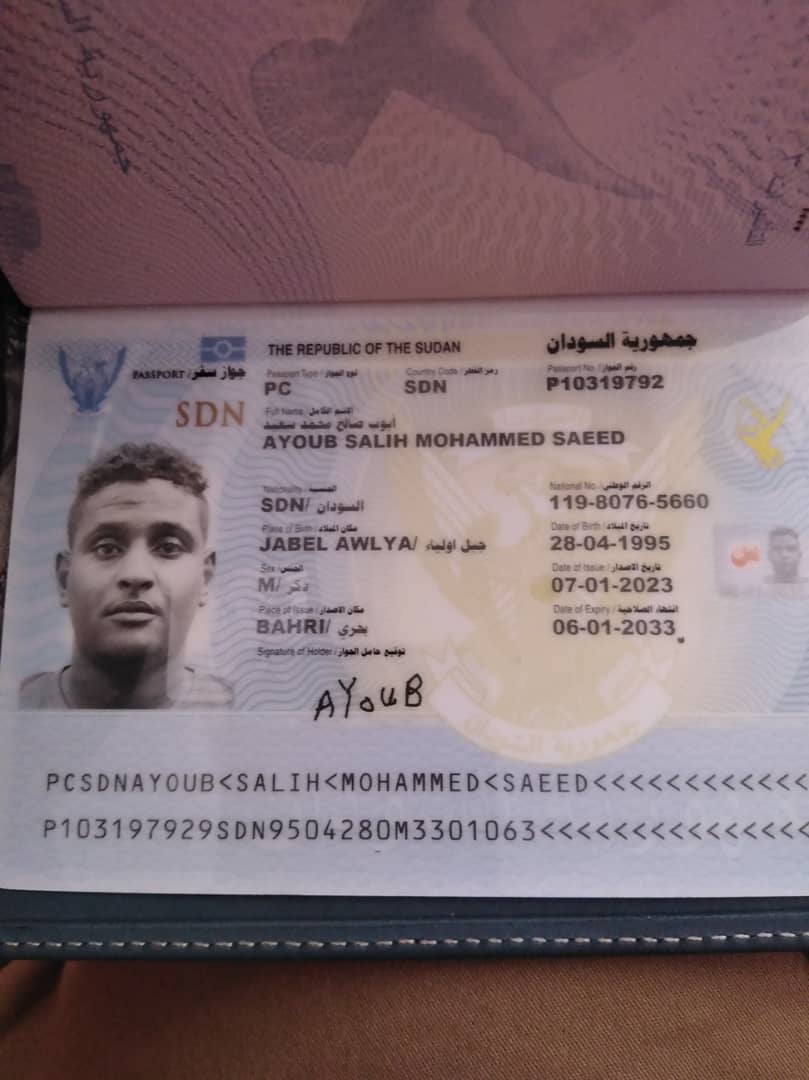 جمهورية
THE REPUBLIC OF THE SUDAN جمهورية السودان
PASSPORT / جواز سفر
Passport Type / نوع الجواز Country Code / رمز القطر Passport No. / رقم الجواز
PC SDN P10319792
SDN
Full Name / الاسم الكامل
أيوب صالح محمد سعيد
AYOUB SALIH MOHAMMED SAEED
Nationality / الجنسية National No. / الرقم الوطني
SDN/ السودان 119-8076-5660
Place of Birth / مكان الميلاد Date of Birth / تاريخ الميلاد
JABEL AWLYA/ جبل اولياء 28-04-1995
Sex / الجنس Date of Issue / تاريخ الاصدار
M/ ذكر 07-01-2023
Place of Issue / مكان الاصدار Date of Expiry / انتهاء الصلاحية
BAHRI/ بحري 06-01-2033
Signature of Holder / توقيع حامل الجواز
AYOUB
جمهورية السودان
PCSDNAYOUB<SALIH<MOHAMMED<SAEED<<<<<<<<<<<<<
P103197929SDN9504280M3301063<<<<<<<<<<<<<<<<